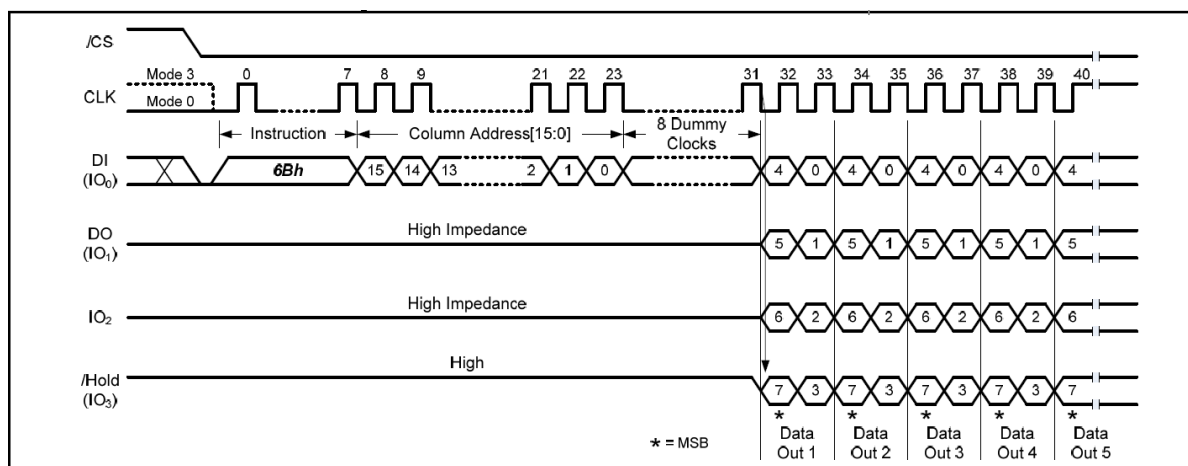 /CS
Mode 3 0 7 8 9 21 22 23 31 32 33 34 35 36 37 38 39 40
CLK
Mode 0
Instruction Column Address[15:0] 8 Dummy
Clocks
DI
(IO₀) 6Bh 15 14 13 2 1 0 4 0 4 0 4 0 4 0 4
High Impedance
DO
(IO₁) 5 1 5 1 5 1 5 1 5
High Impedance
IO₂ 6 2 6 2 6 2 6 2 6
High
/Hold
(IO₃) 7 3 7 3 7 3 7 3 7
* * * * *
* = MSB Data Data Data Data Data
Out 1 Out 2 Out 3 Out 4 Out 5